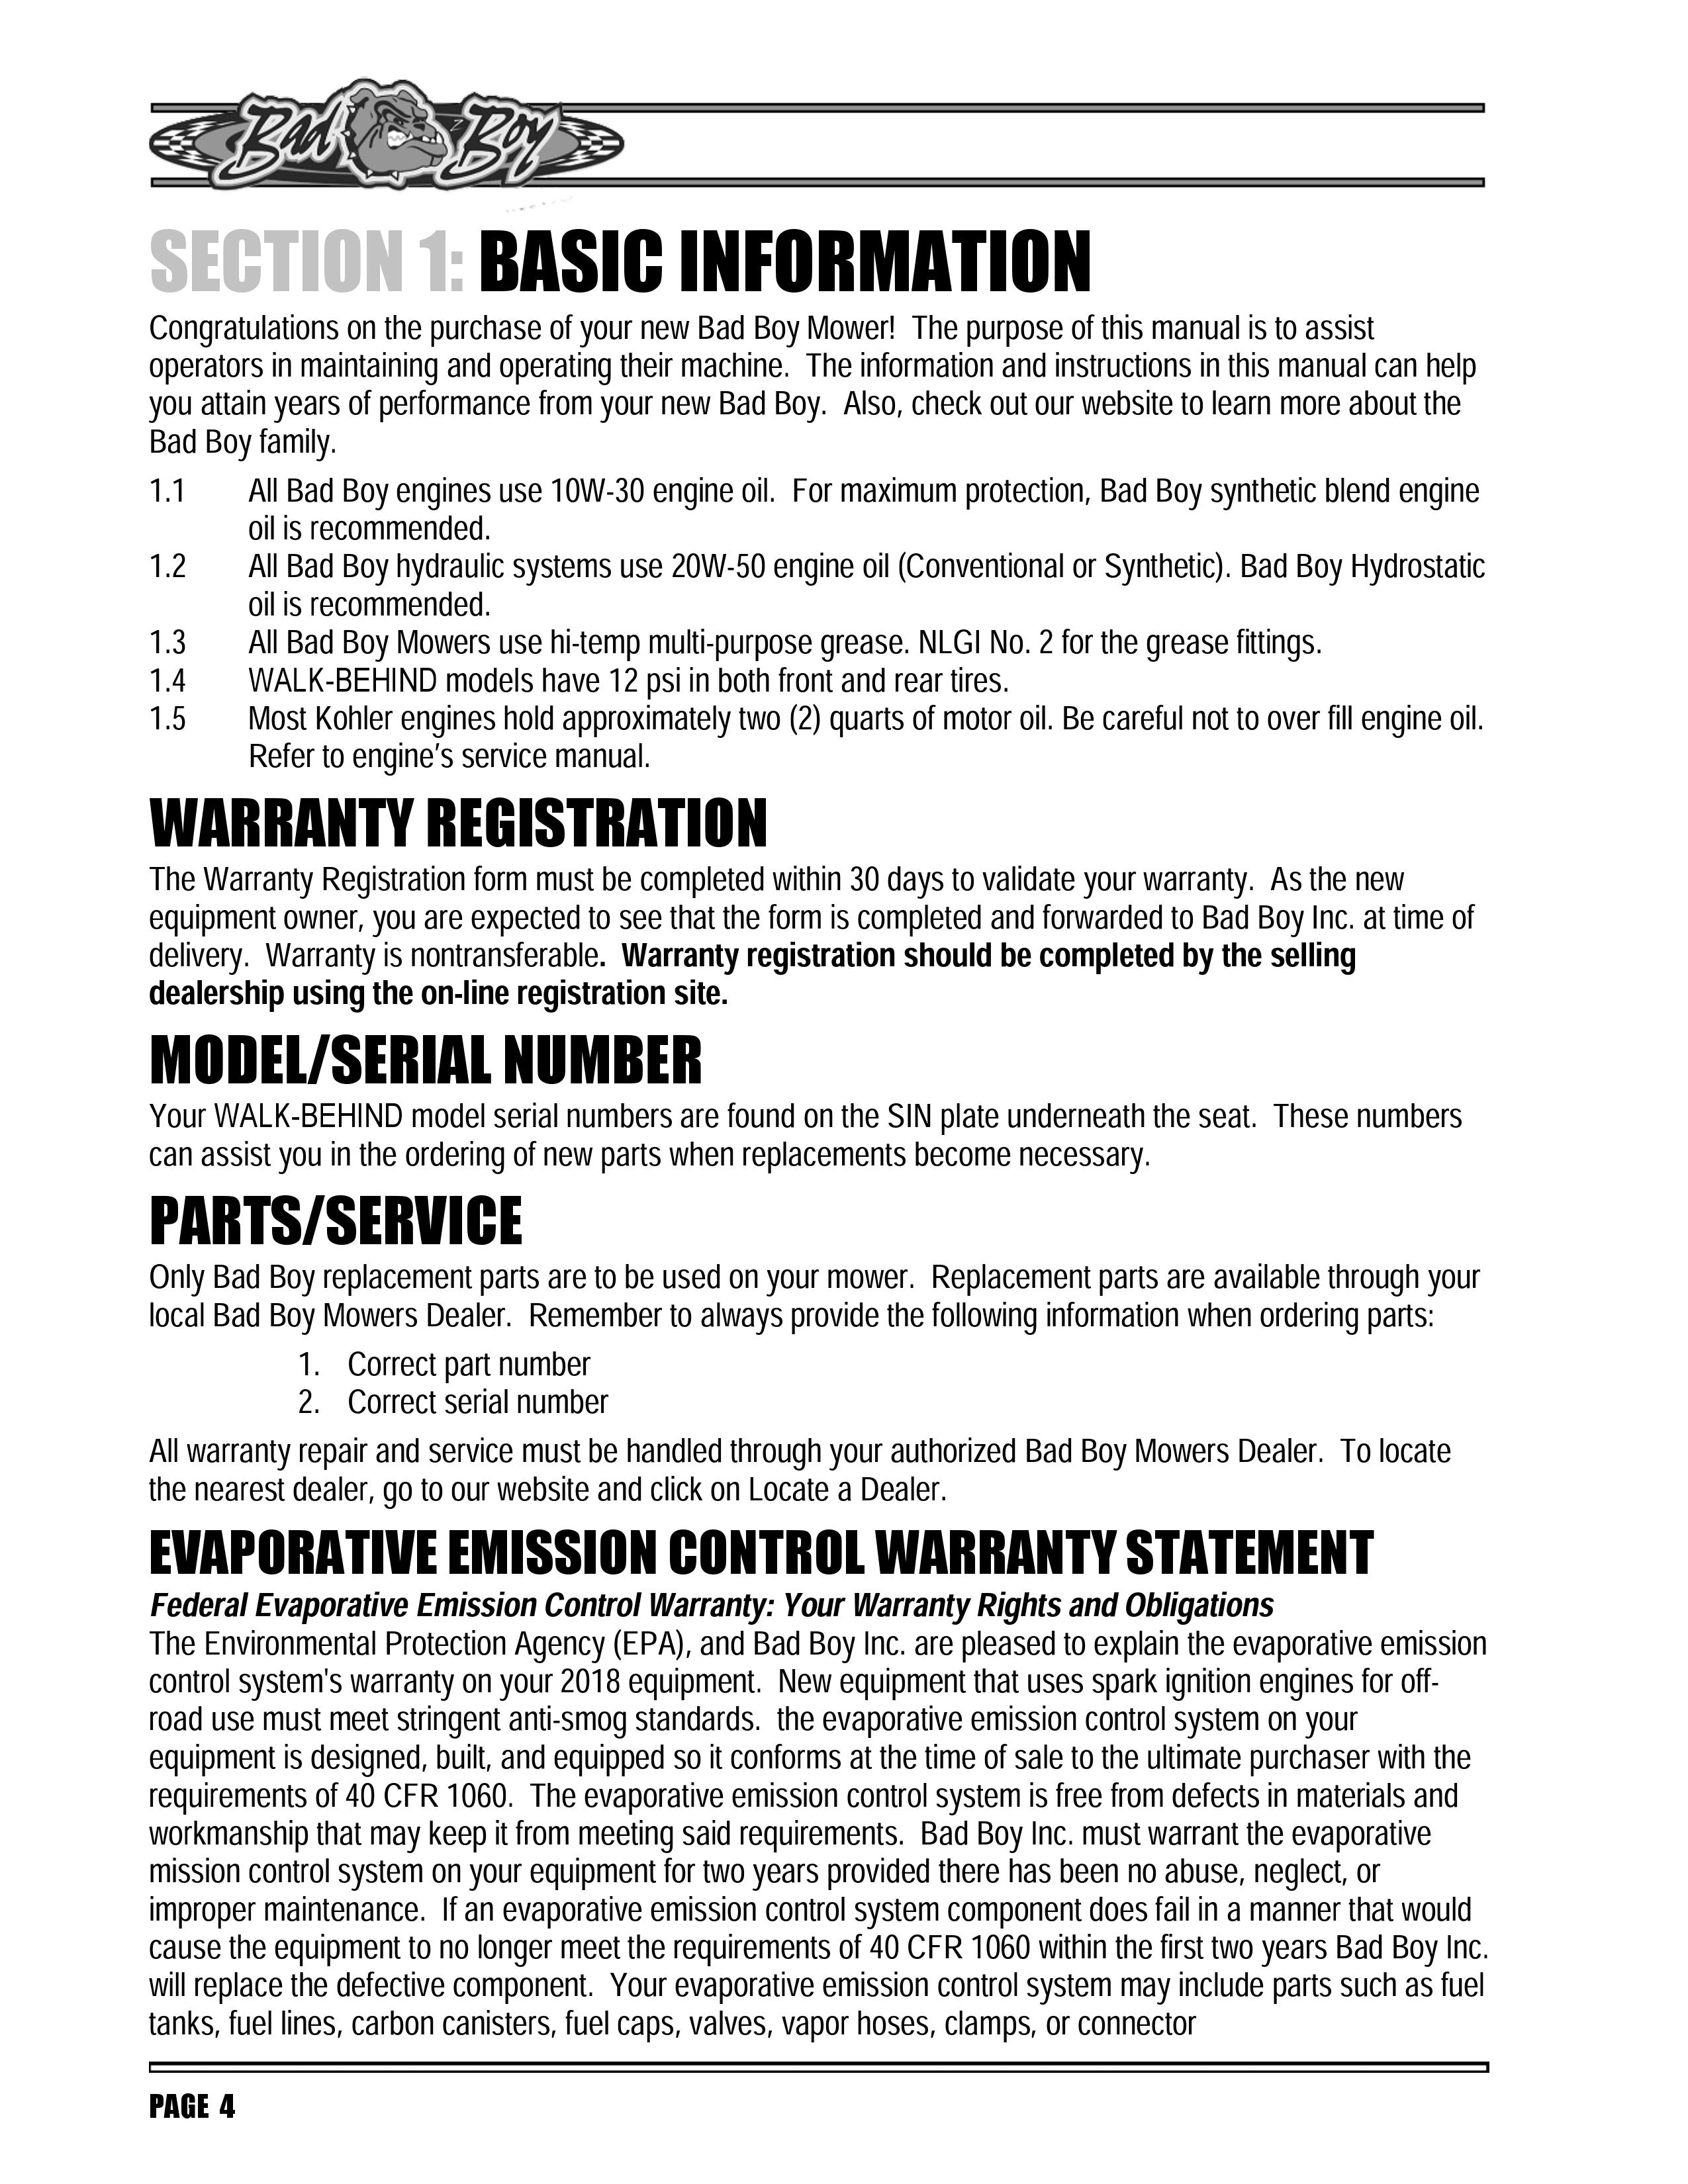 Bad Boy
SECTION 1: BASIC INFORMATION
Congratulations on the purchase of your new Bad Boy Mower!  The purpose of this manual is to assist
operators in maintaining and operating their machine.  The information and instructions in this manual can help
you attain years of performance from your new Bad Boy.  Also, check out our website to learn more about the
Bad Boy family.
1.1 All Bad Boy engines use 10W-30 engine oil.  For maximum protection, Bad Boy synthetic blend engine
oil is recommended.
1.2 All Bad Boy hydraulic systems use 20W-50 engine oil (Conventional or Synthetic). Bad Boy Hydrostatic
oil is recommended.
1.3 All Bad Boy Mowers use hi-temp multi-purpose grease. NLGI No. 2 for the grease fittings.
1.4 WALK-BEHIND models have 12 psi in both front and rear tires.
1.5 Most Kohler engines hold approximately two (2) quarts of motor oil. Be careful not to over fill engine oil.
Refer to engine’s service manual.
WARRANTY REGISTRATION
The Warranty Registration form must be completed within 30 days to validate your warranty.  As the new
equipment owner, you are expected to see that the form is completed and forwarded to Bad Boy Inc. at time of
delivery.  Warranty is nontransferable.  Warranty registration should be completed by the selling
dealership using the on-line registration site.
MODEL/SERIAL NUMBER
Your WALK-BEHIND model serial numbers are found on the SIN plate underneath the seat.  These numbers
can assist you in the ordering of new parts when replacements become necessary.
PARTS/SERVICE
Only Bad Boy replacement parts are to be used on your mower.  Replacement parts are available through your
local Bad Boy Mowers Dealer.  Remember to always provide the following information when ordering parts:
1. Correct part number
2. Correct serial number
All warranty repair and service must be handled through your authorized Bad Boy Mowers Dealer.  To locate
the nearest dealer, go to our website and click on Locate a Dealer.
EVAPORATIVE EMISSION CONTROL WARRANTY STATEMENT
Federal Evaporative Emission Control Warranty: Your Warranty Rights and Obligations
The Environmental Protection Agency (EPA), and Bad Boy Inc. are pleased to explain the evaporative emission
control system's warranty on your 2018 equipment.  New equipment that uses spark ignition engines for off-
road use must meet stringent anti-smog standards.  the evaporative emission control system on your
equipment is designed, built, and equipped so it conforms at the time of sale to the ultimate purchaser with the
requirements of 40 CFR 1060.  The evaporative emission control system is free from defects in materials and
workmanship that may keep it from meeting said requirements.  Bad Boy Inc. must warrant the evaporative
mission control system on your equipment for two years provided there has been no abuse, neglect, or
improper maintenance.  If an evaporative emission control system component does fail in a manner that would
cause the equipment to no longer meet the requirements of 40 CFR 1060 within the first two years Bad Boy Inc.
will replace the defective component.  Your evaporative emission control system may include parts such as fuel
tanks, fuel lines, carbon canisters, fuel caps, valves, vapor hoses, clamps, or connector
PAGE 4